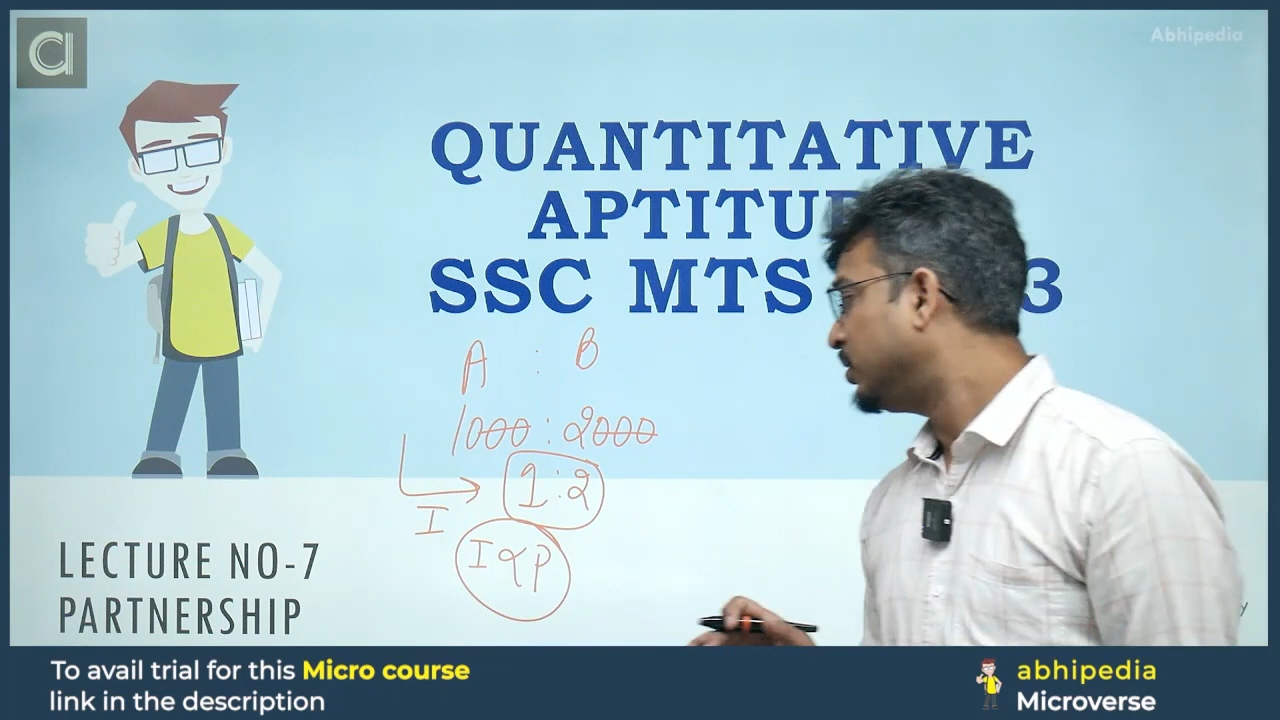 Abhipedia
QUANTITATIVE
APTITU
SSC MTS 3
A : B
1000 : 2000
1:2
I
I∝P
LECTURE NO-7
PARTNERSHIP
To avail trial for this Micro course
link in the description
abhipedia
Microverse